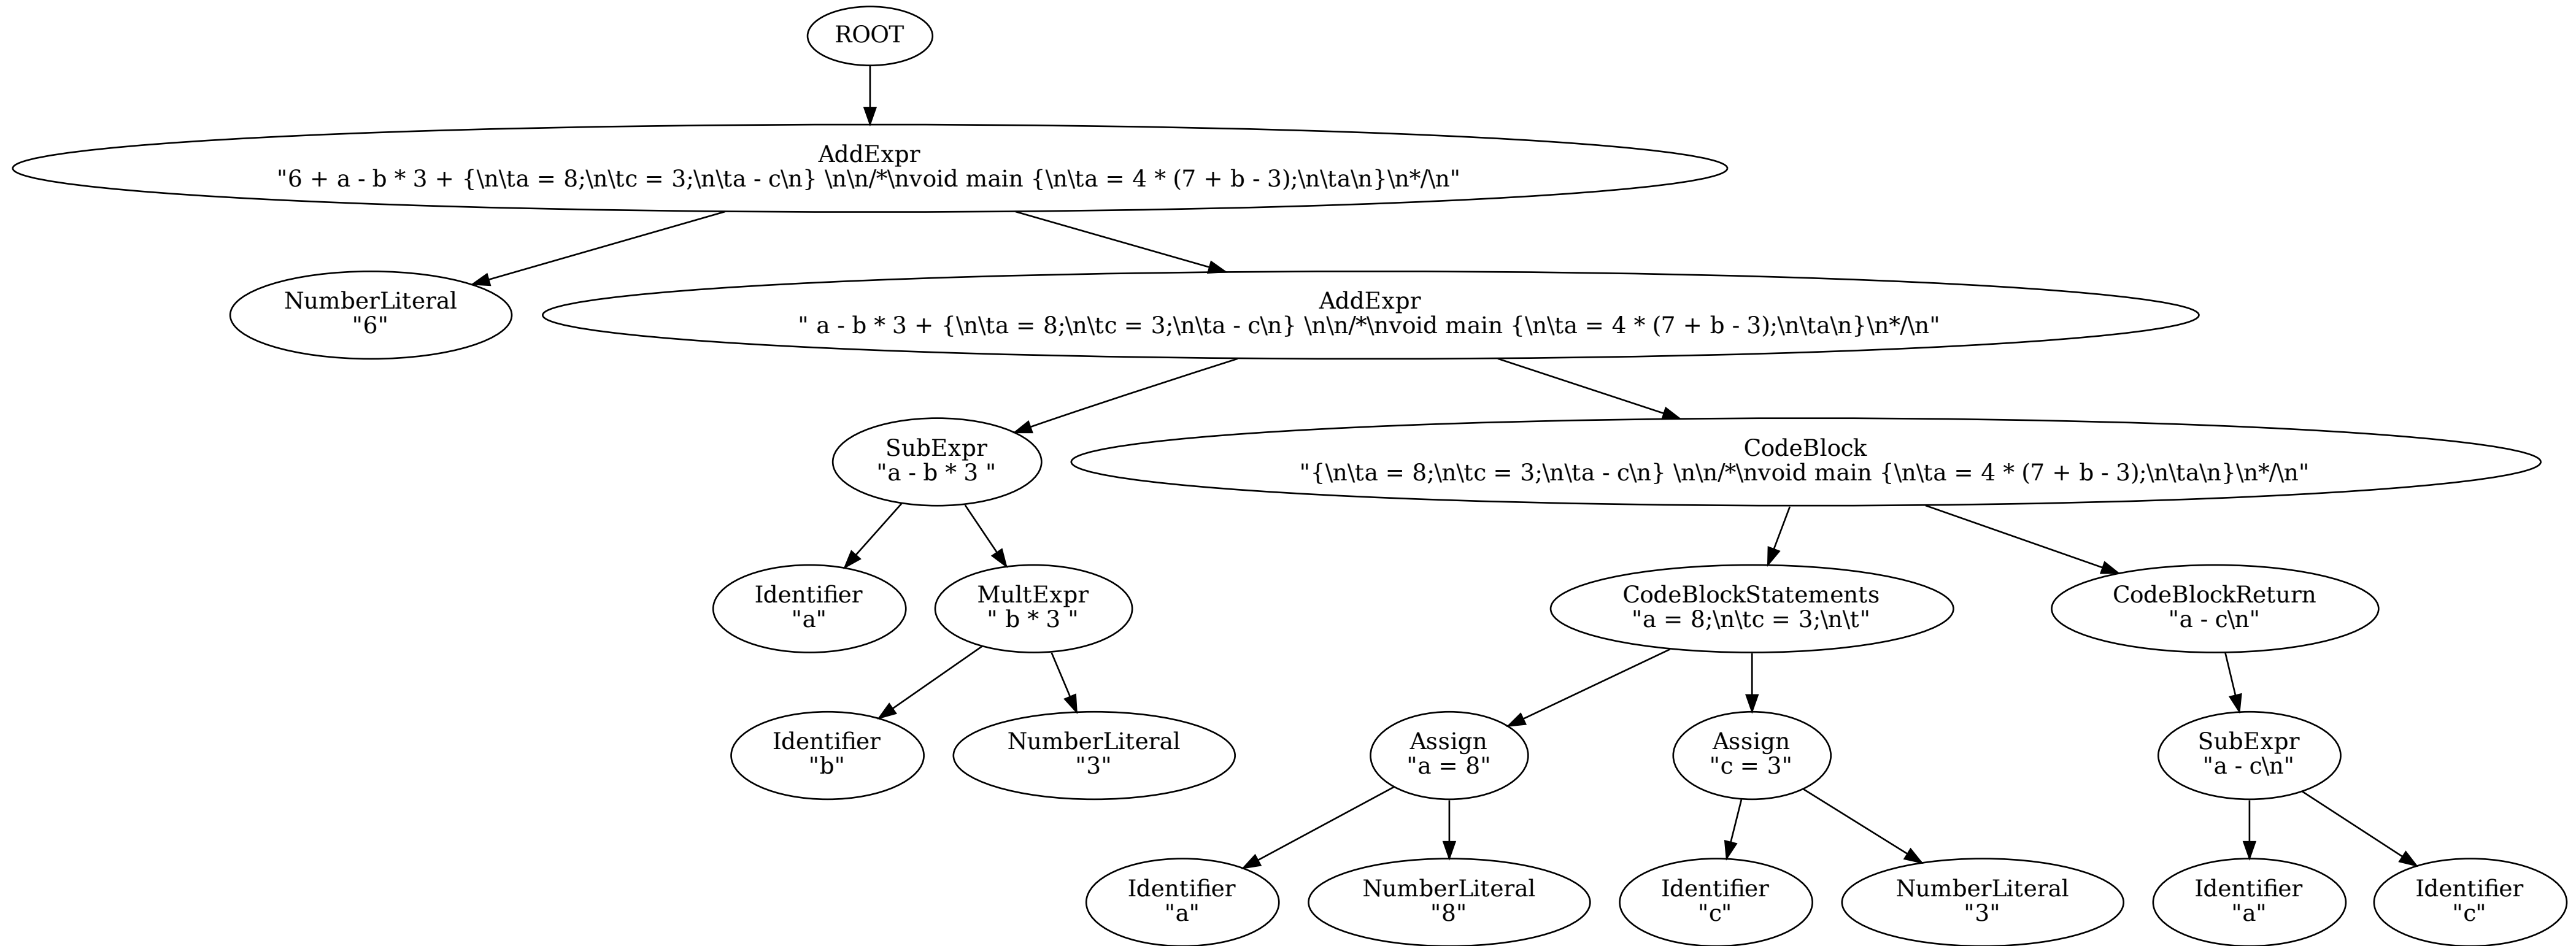 ROOT
AddExpr
"6 + a - b * 3 + {\n\ta = 8;\n\tc = 3;\n\ta - c\n} \n\n/*\nvoid main {\n\ta = 4 * (7 + b - 3);\n\ta\n}\n*/\n"
NumberLiteral
"6"
AddExpr
" a - b * 3 + {\n\ta = 8;\n\tc = 3;\n\ta - c\n} \n\n/*\nvoid main {\n\ta = 4 * (7 + b - 3);\n\ta\n}\n*/\n"
SubExpr
"a - b * 3 "
CodeBlock
"{\n\ta = 8;\n\tc = 3;\n\ta - c\n} \n\n/*\nvoid main {\n\ta = 4 * (7 + b - 3);\n\ta\n}\n*/\n"
Identifier
"a"
MultExpr
" b * 3 "
CodeBlockStatements
"a = 8;\n\tc = 3;\n\t"
CodeBlockReturn
"a - c\n"
Identifier
"b"
NumberLiteral
"3"
Assign
"a = 8"
Assign
"c = 3"
SubExpr
"a - c\n"
Identifier
"a"
NumberLiteral
"8"
Identifier
"c"
NumberLiteral
"3"
Identifier
"a"
Identifier
"c"